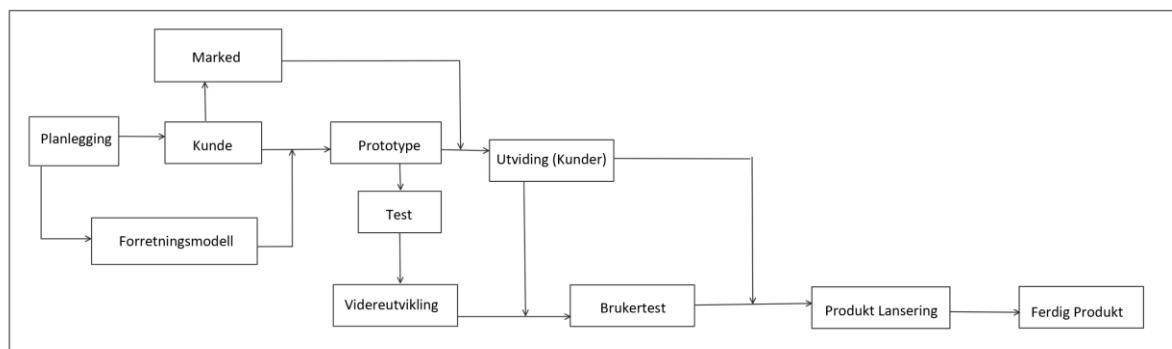 Marked
Planlegging
Kunde
Prototype
Utviding (Kunder)
Test
Forretningsmodell
Videreutvikling
Brukertest
Produkt Lansering
Ferdig Produkt